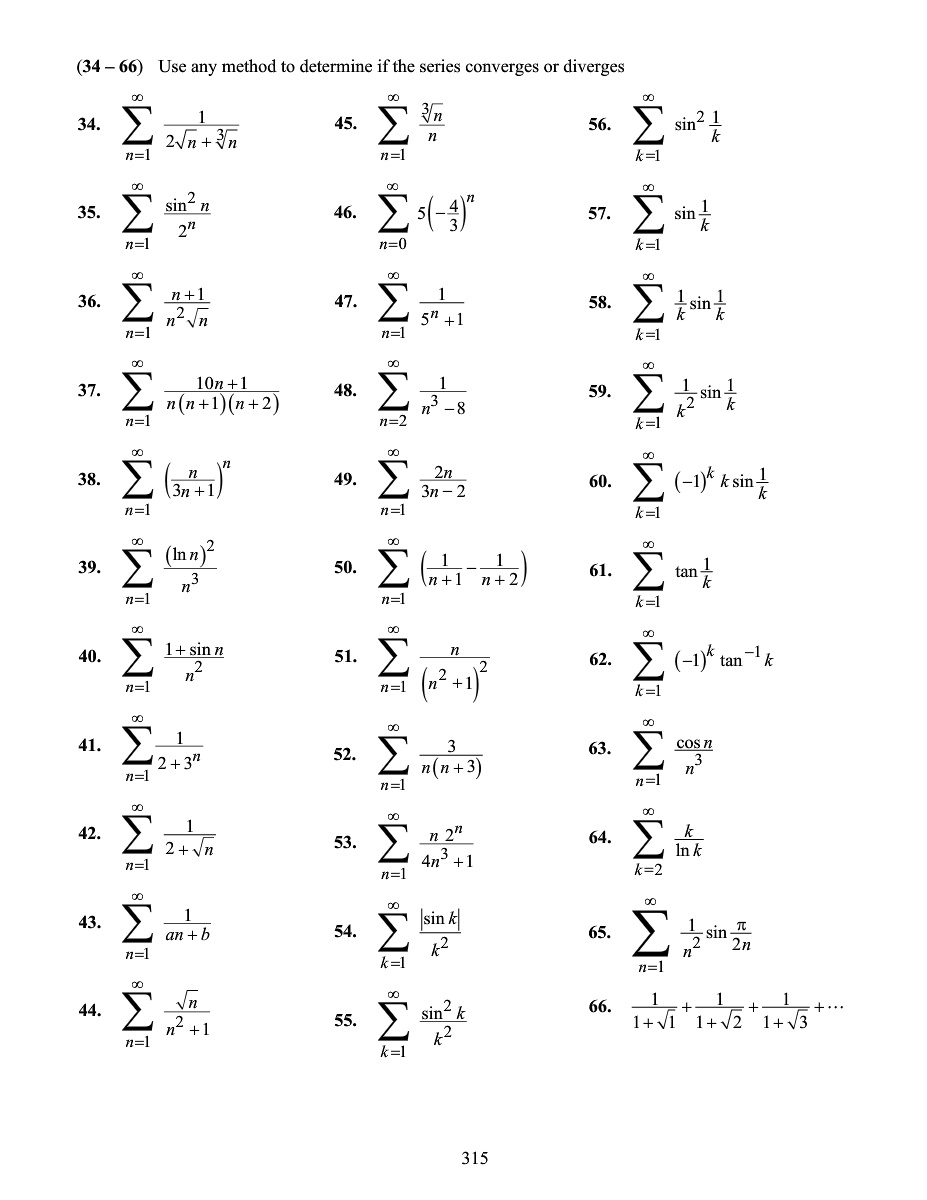 (34 – 66) Use any method to determine if the series converges or diverges
34. $\sum_{n=1}^{\infty} \frac{1}{2\sqrt{n}+\sqrt[3]{n}}$
35. $\sum_{n=1}^{\infty} \frac{\sin^2 n}{2^n}$
36. $\sum_{n=1}^{\infty} \frac{n+1}{n^2\sqrt{n}}$
37. $\sum_{n=1}^{\infty} \frac{10n+1}{n(n+1)(n+2)}$
38. $\sum_{n=1}^{\infty} \left(\frac{n}{3n+1}\right)^n$
39. $\sum_{n=1}^{\infty} \frac{(\ln n)^2}{n^3}$
40. $\sum_{n=1}^{\infty} \frac{1+\sin n}{n^2}$
41. $\sum_{n=1}^{\infty} \frac{1}{2+3^n}$
42. $\sum_{n=1}^{\infty} \frac{1}{2+\sqrt{n}}$
43. $\sum_{n=1}^{\infty} \frac{1}{an+b}$
44. $\sum_{n=1}^{\infty} \frac{\sqrt{n}}{n^2+1}$
45. $\sum_{n=1}^{\infty} \frac{\sqrt[3]{n}}{n}$
46. $\sum_{n=0}^{\infty} 5\left(-\frac{4}{3}\right)^n$
47. $\sum_{n=1}^{\infty} \frac{1}{5^n+1}$
48. $\sum_{n=2}^{\infty} \frac{1}{n^3-8}$
49. $\sum_{n=1}^{\infty} \frac{2n}{3n-2}$
50. $\sum_{n=1}^{\infty} \left(\frac{1}{n+1}-\frac{1}{n+2}\right)$
51. $\sum_{n=1}^{\infty} \frac{n}{(n^2+1)^2}$
52. $\sum_{n=1}^{\infty} \frac{3}{n(n+3)}$
53. $\sum_{n=1}^{\infty} \frac{n\,2^n}{4n^3+1}$
54. $\sum_{k=1}^{\infty} \frac{|\sin k|}{k^2}$
55. $\sum_{k=1}^{\infty} \frac{\sin^2 k}{k^2}$
56. $\sum_{k=1}^{\infty} \sin^2 \frac{1}{k}$
57. $\sum_{k=1}^{\infty} \sin \frac{1}{k}$
58. $\sum_{k=1}^{\infty} \frac{1}{k} \sin \frac{1}{k}$
59. $\sum_{k=1}^{\infty} \frac{1}{k^2} \sin \frac{1}{k}$
60. $\sum_{k=1}^{\infty} (-1)^k k \sin \frac{1}{k}$
61. $\sum_{k=1}^{\infty} \tan \frac{1}{k}$
62. $\sum_{k=1}^{\infty} (-1)^k \tan^{-1} k$
63. $\sum_{n=1}^{\infty} \frac{\cos n}{n^3}$
64. $\sum_{k=2}^{\infty} \frac{k}{\ln k}$
65. $\sum_{n=1}^{\infty} \frac{1}{n^2} \sin \frac{\pi}{2n}$
66. $\frac{1}{1+\sqrt{1}}+\frac{1}{1+\sqrt{2}}+\frac{1}{1+\sqrt{3}}+\cdots$
315